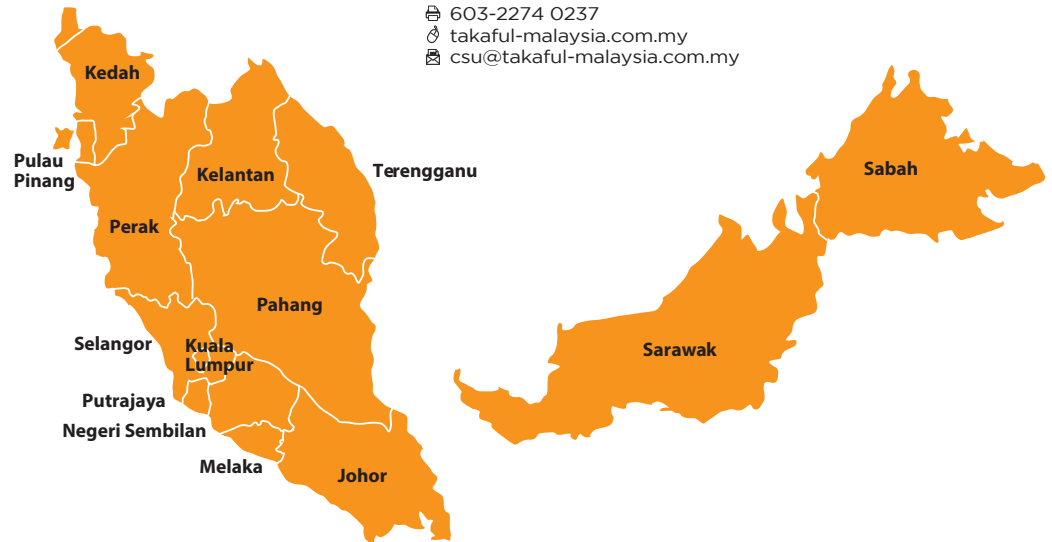 603-2274 0237
takaful-malaysia.com.my
csu@takaful-malaysia.com.my
Kedah
Pulau
Pinang
Kelantan
Terengganu
Sabah
Perak
Pahang
Selangor
Kuala
Lumpur
Sarawak
Putrajaya
Negeri Sembilan
Melaka
Johor